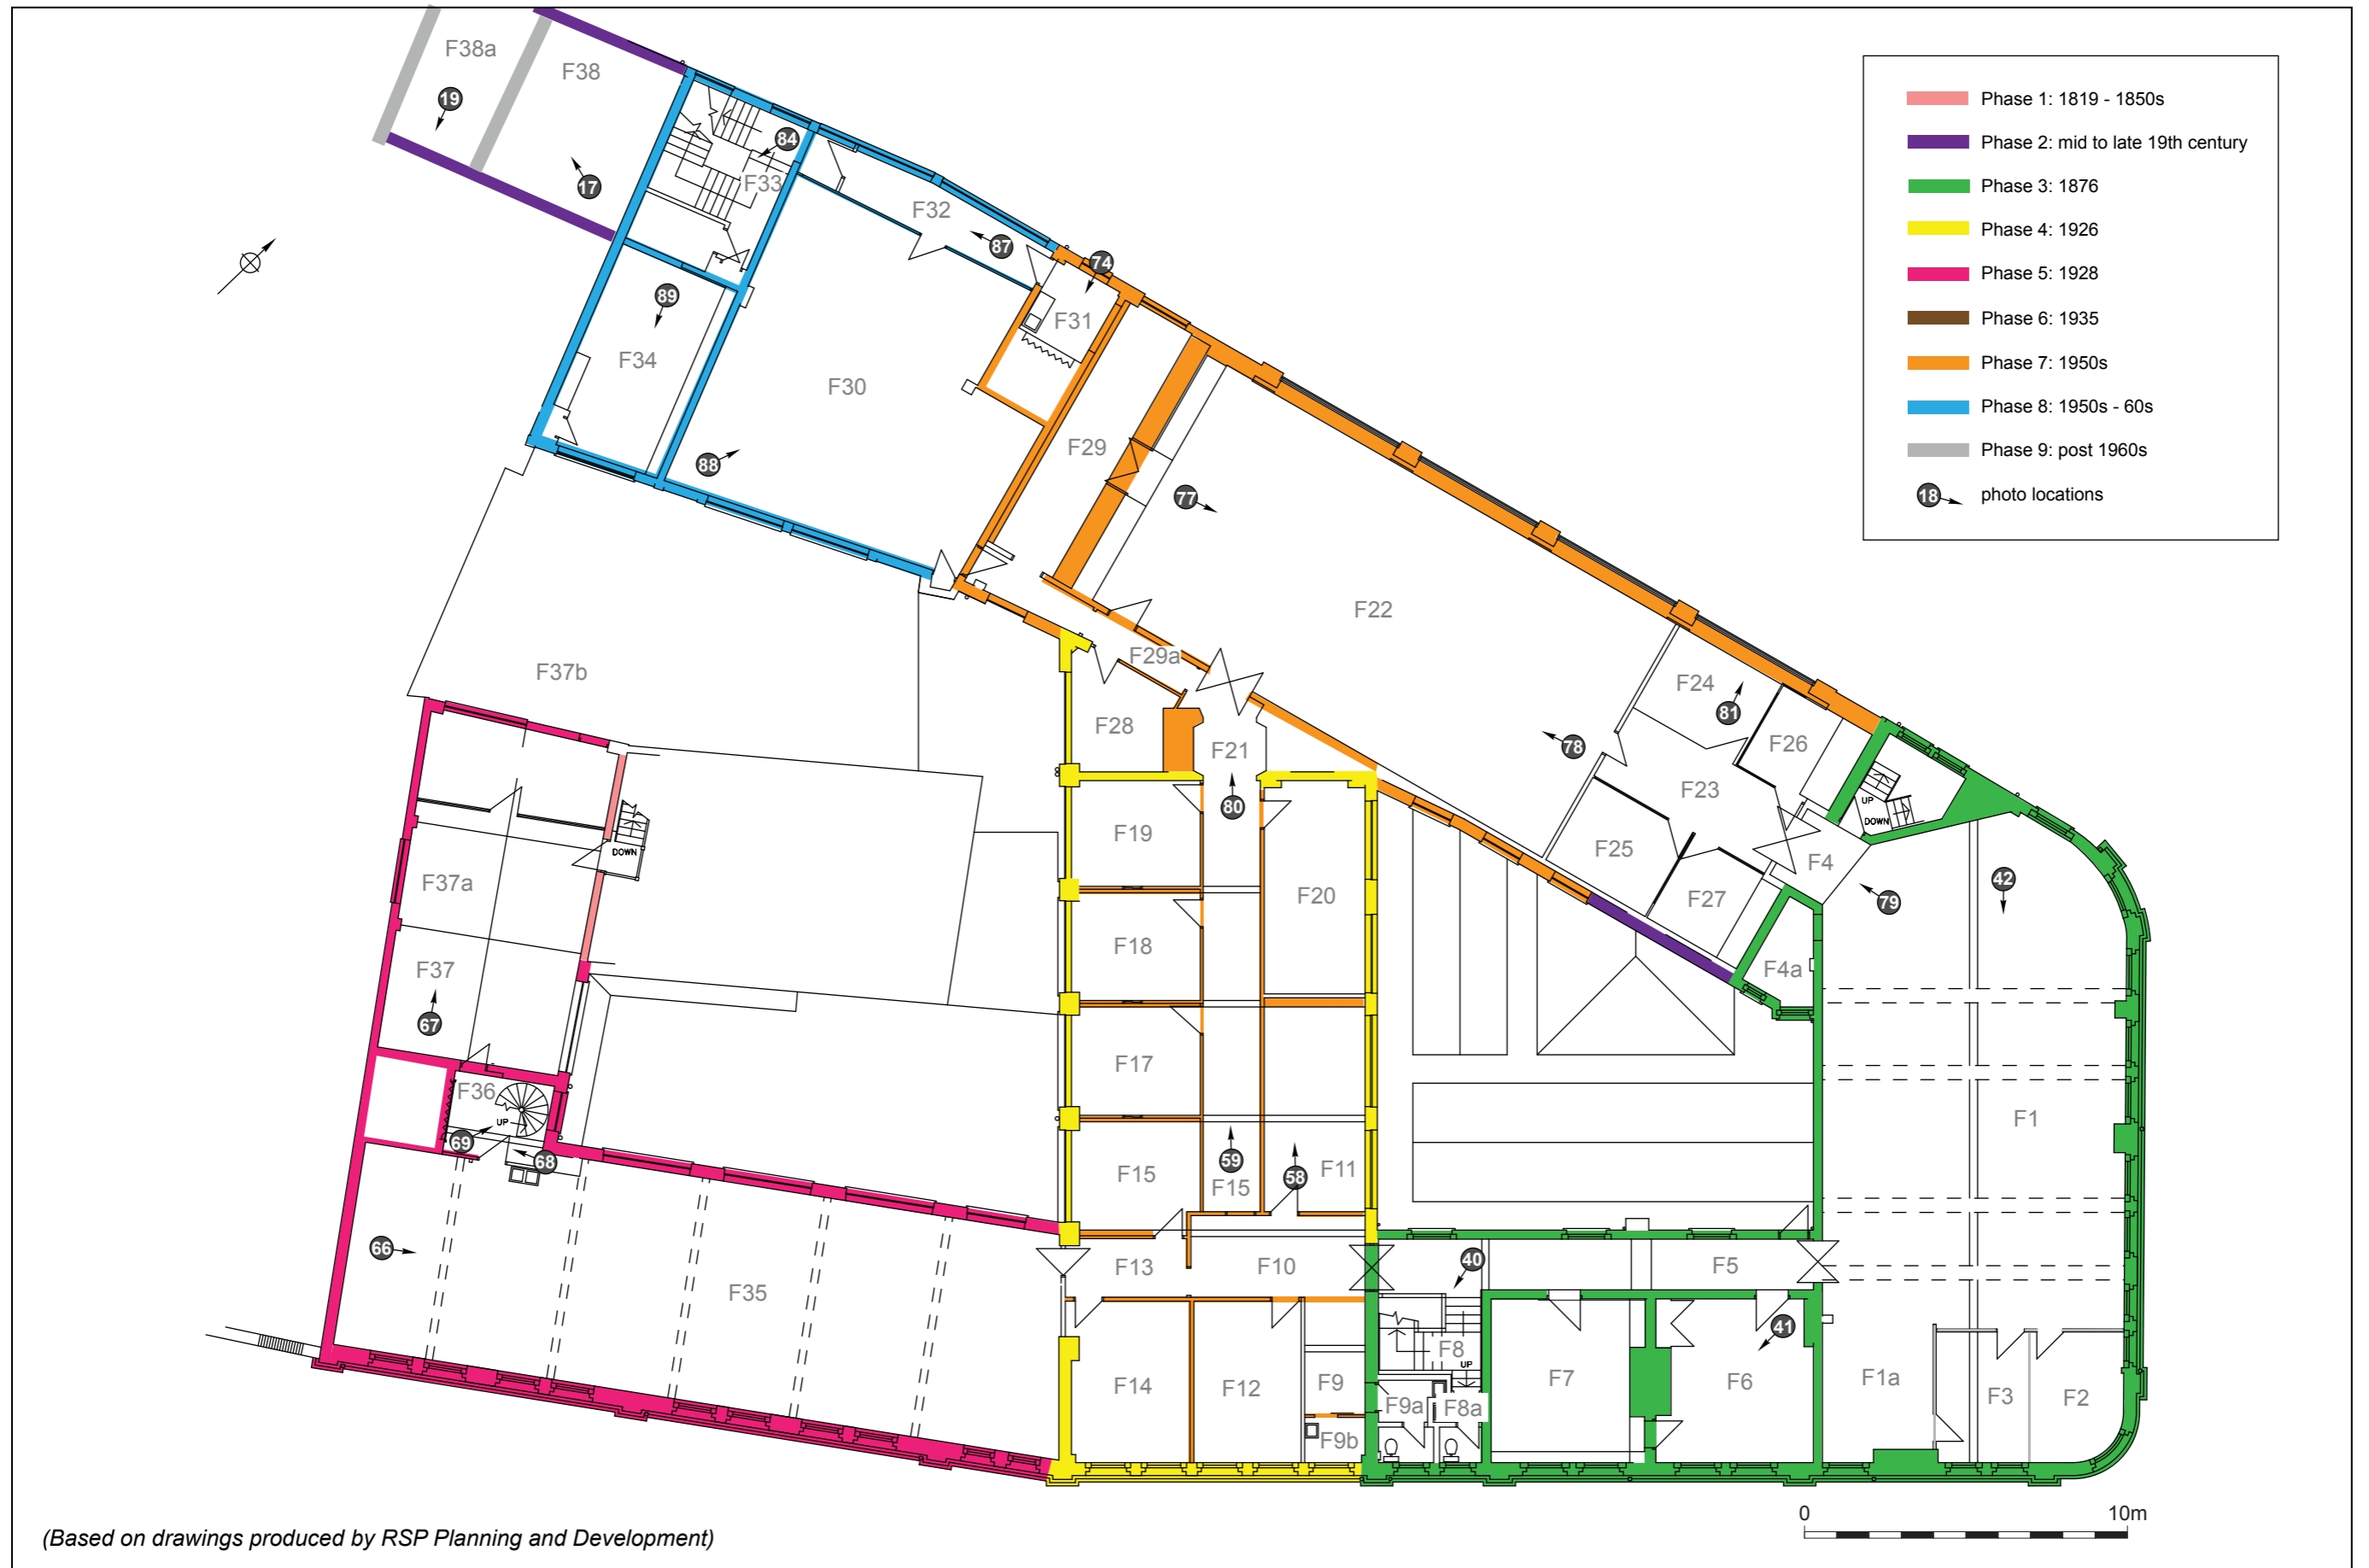 F38a
F38
19
17
84
F33
F32
87
74
89
F31
F34
F30
F29
88
77
F22
F29a
F37b
F28
F21
F24
81
F26
78
F23
UP
DOWN
F25
F4
F27
79
42
F4a
80
F19
F20
DOWN
F37a
F18
F37
67
F17
F36
UP
69
68
59
58
F15
F15
F11
F1
66
F35
F13
F10
40
F5
F8
UP
41
F14
F12
F9
F7
F6
F1a
F3
F2
F9a
F8a
F9b
Phase 1: 1819 - 1850s
Phase 2: mid to late 19th century
Phase 3: 1876
Phase 4: 1926
Phase 5: 1928
Phase 6: 1935
Phase 7: 1950s
Phase 8: 1950s - 60s
Phase 9: post 1960s
18 photo locations
0 10m
(Based on drawings produced by RSP Planning and Development)